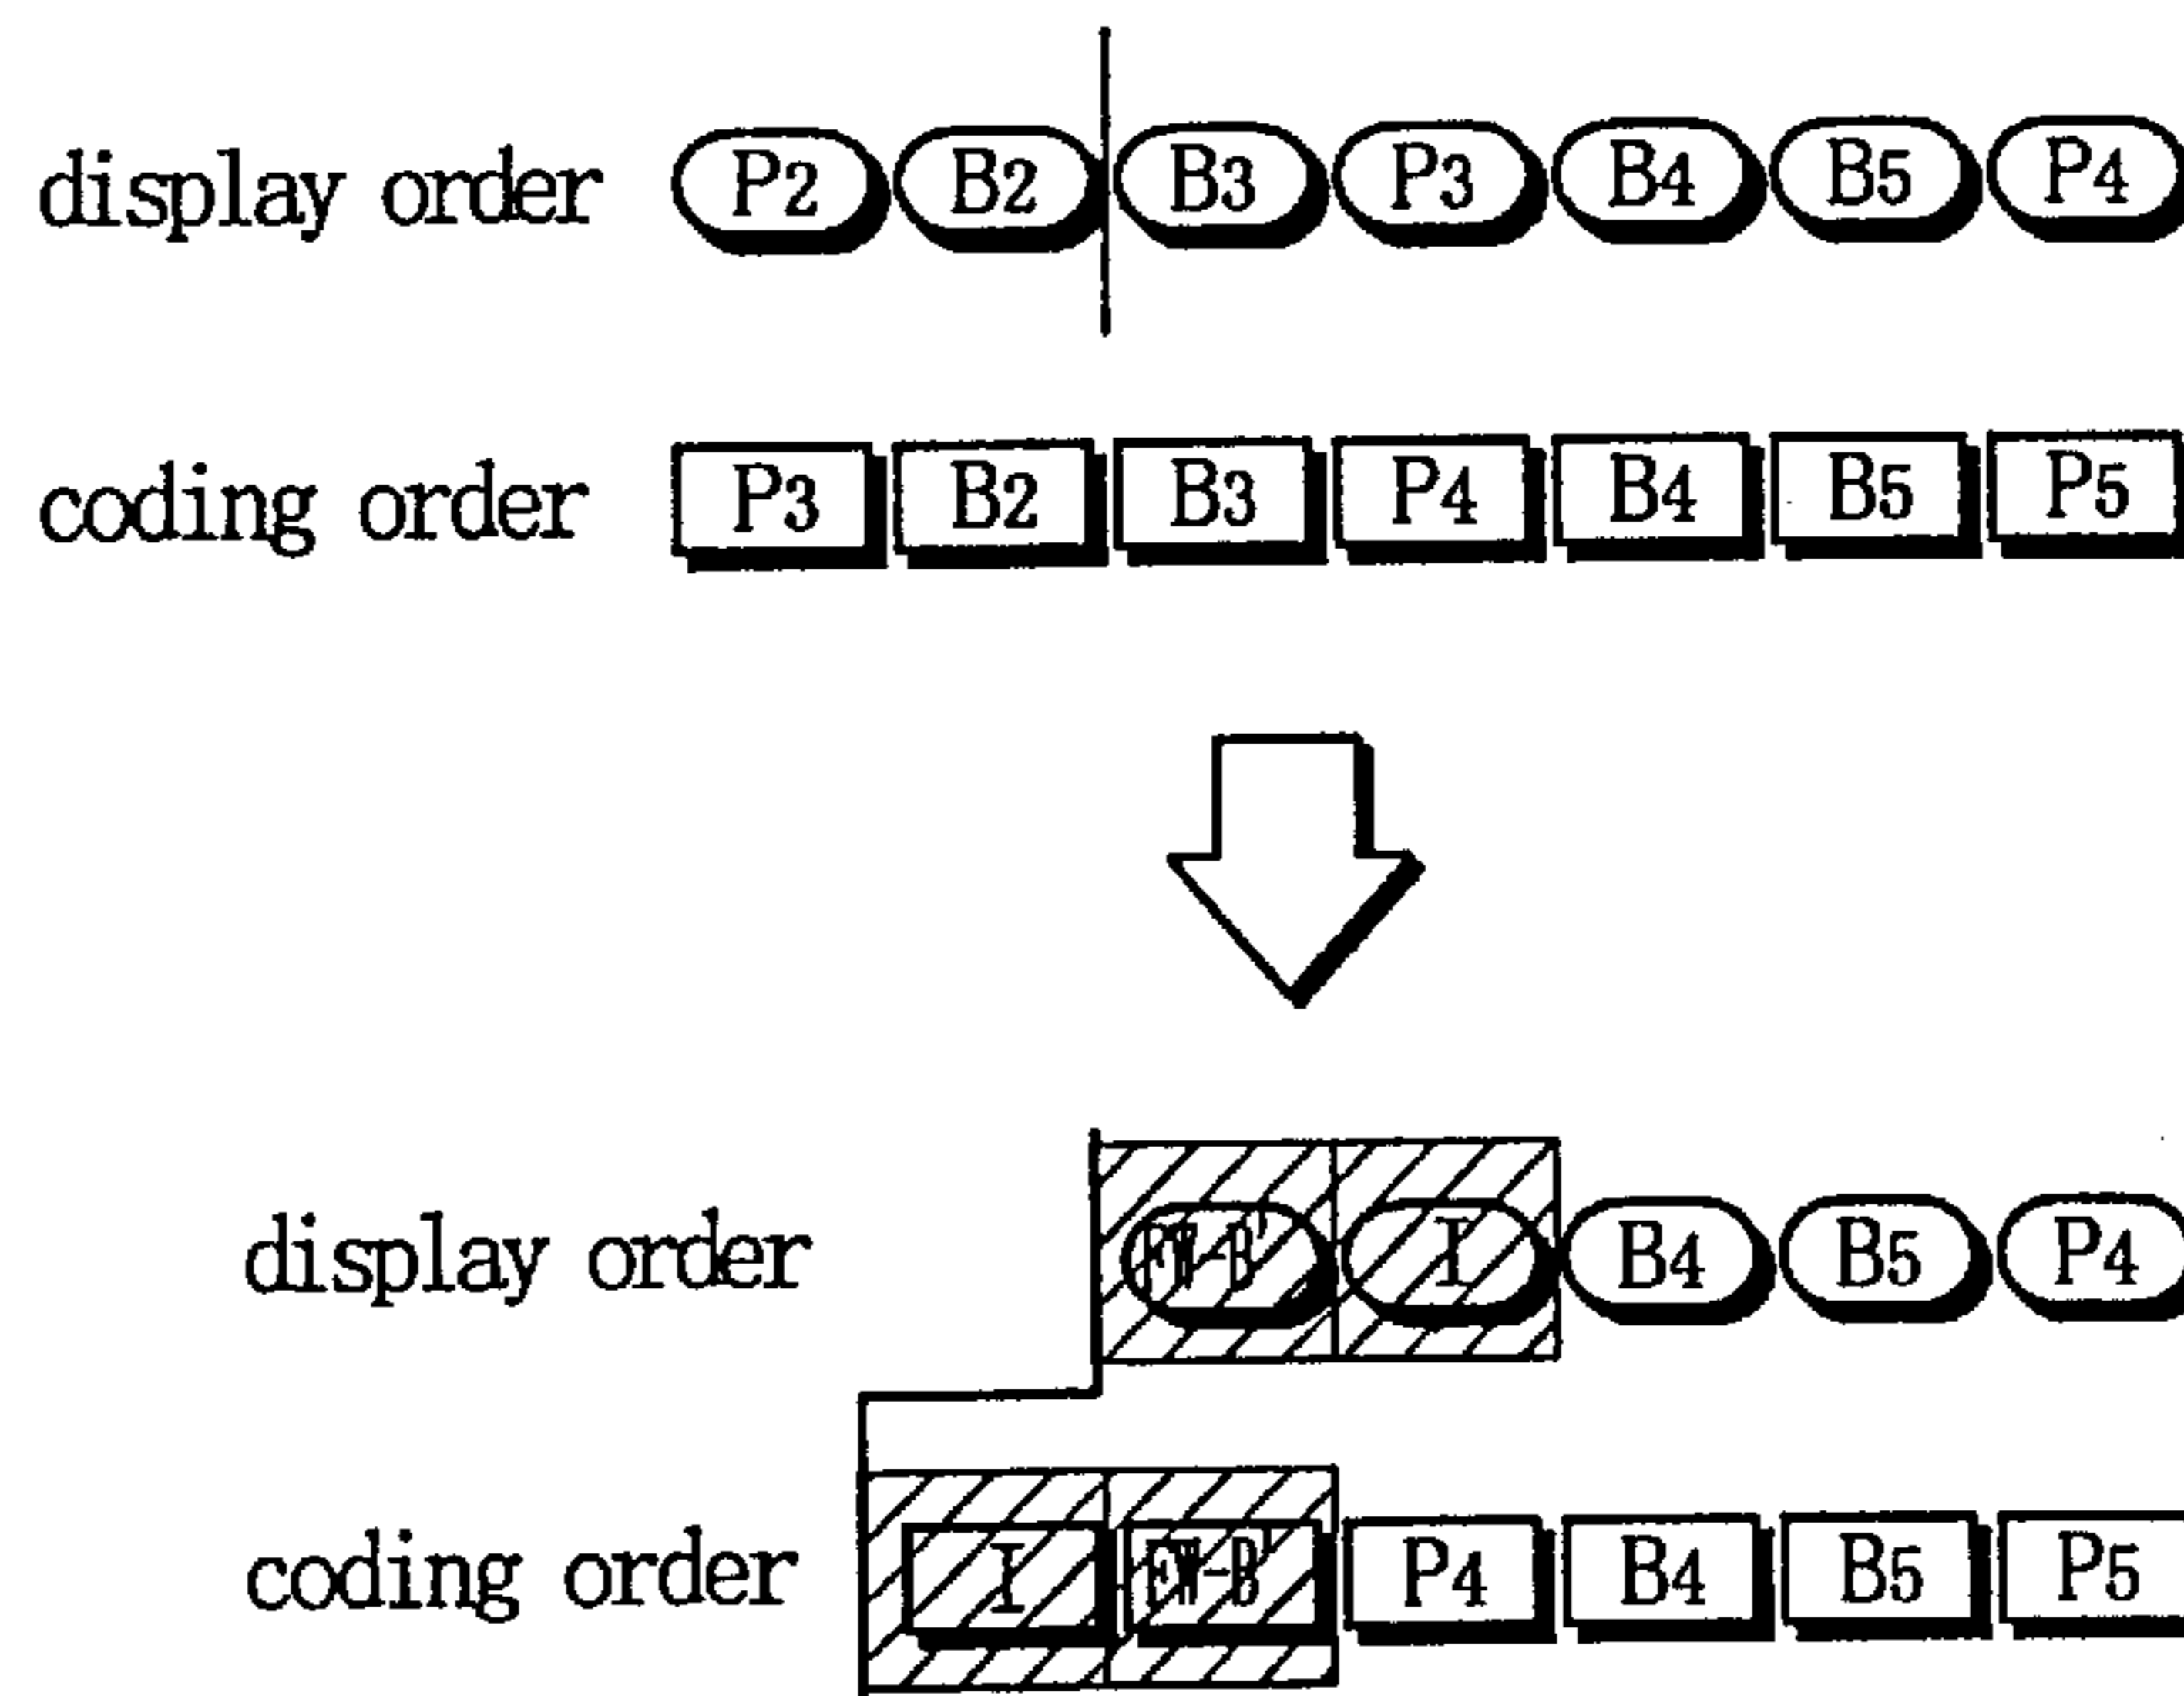 display order P2 B2 B3 P3 B4 B5 P4
coding order P3 B2 B3 P4 B4 B5 P5
display order I B4 B5 P4
coding order I P4 B4 B5 P5